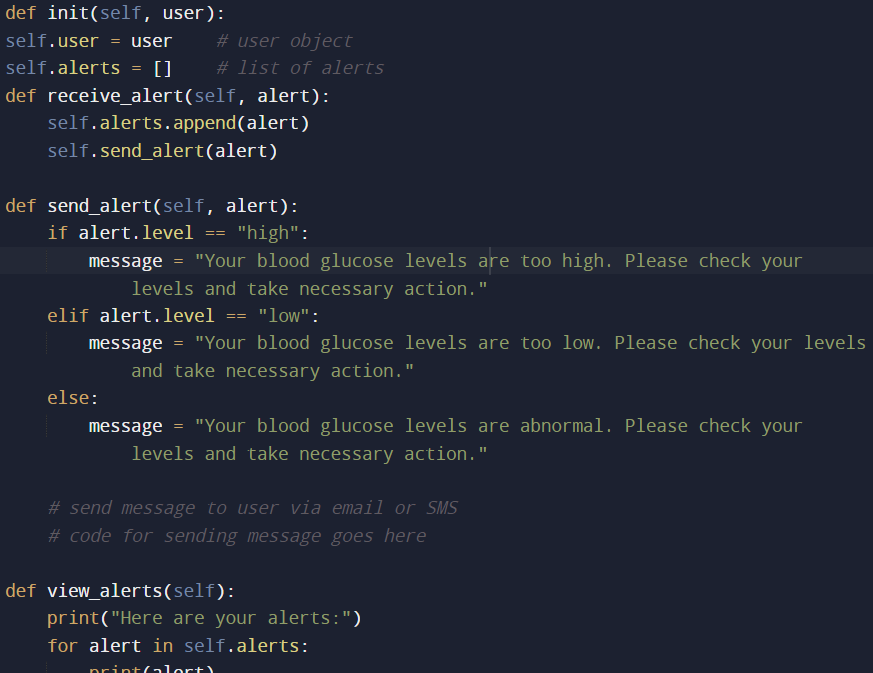 def init(self, user):
self.user = user    # user object
self.alerts = []    # list of alerts
def receive_alert(self, alert):
    self.alerts.append(alert)
    self.send_alert(alert)

def send_alert(self, alert):
    if alert.level == "high":
        message = "Your blood glucose levels are too high. Please check your
            levels and take necessary action."
    elif alert.level == "low":
        message = "Your blood glucose levels are too low. Please check your levels
            and take necessary action."
    else:
        message = "Your blood glucose levels are abnormal. Please check your
            levels and take necessary action."

    # send message to user via email or SMS
    # code for sending message goes here

def view_alerts(self):
    print("Here are your alerts:")
    for alert in self.alerts:
        print(alert)